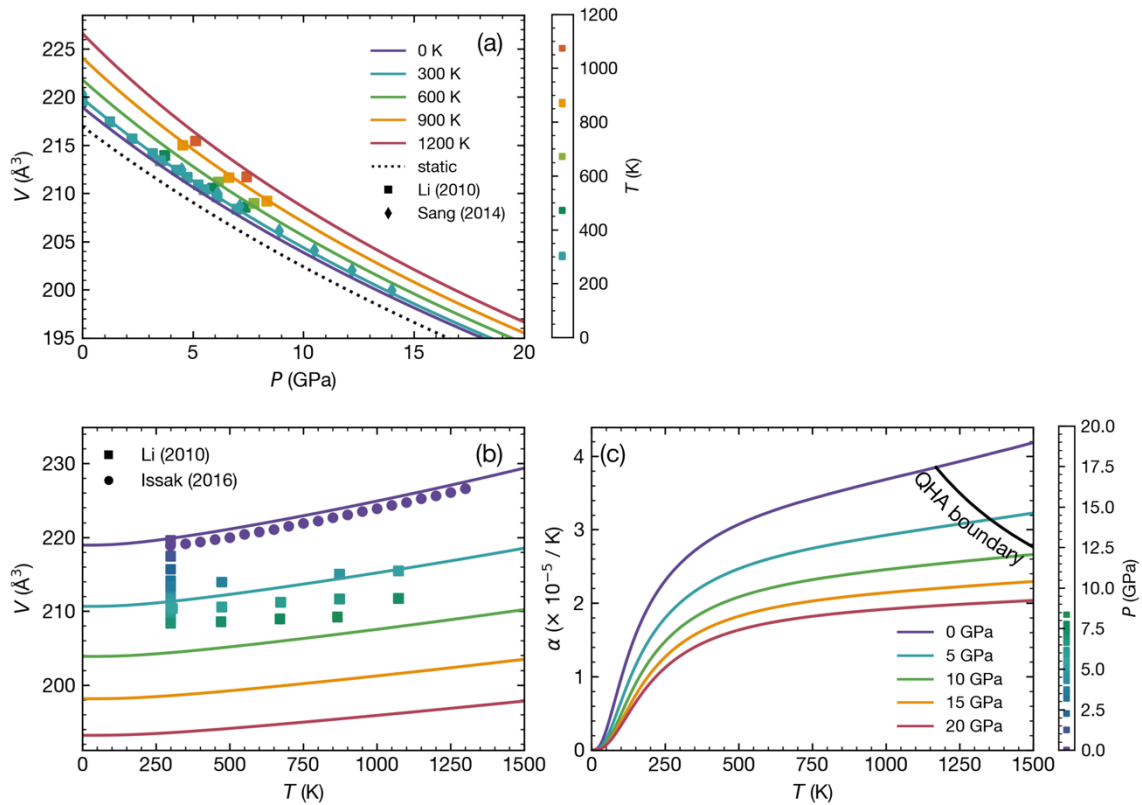 (a)
0 K
300 K
600 K
900 K
1200 K
static
Li (2010)
Sang (2014)
225
220
215
210
205
200
195
V (Å³)
0 5 10 15 20
P (GPa)
1200
1000
800
600
400
200
0
T (K)
(b)
Li (2010)
Issak (2016)
230
220
210
200
V (Å³)
0 250 500 750 1000 1250 1500
T (K)
(c)
QHA boundary
0 GPa
5 GPa
10 GPa
15 GPa
20 GPa
4
3
2
1
0
α (× 10⁻⁵ / K)
0 250 500 750 1000 1250 1500
T (K)
20.0
17.5
15.0
12.5
10.0
7.5
5.0
2.5
0.0
P (GPa)